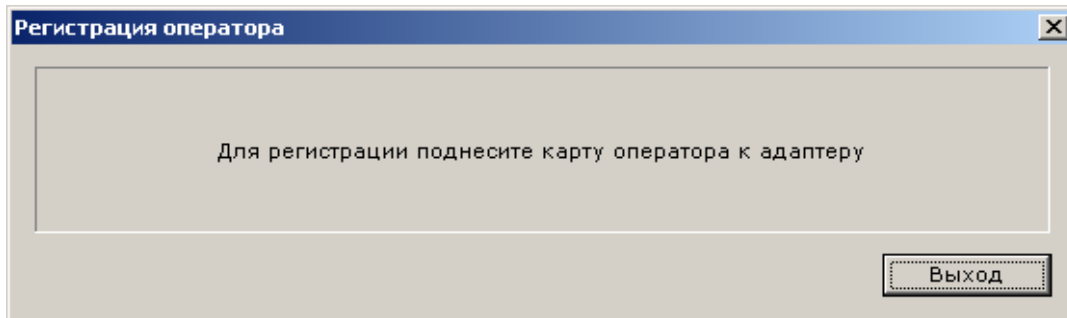 Регистрация оператора
Для регистрации поднесите карту оператора к адаптеру
Выход